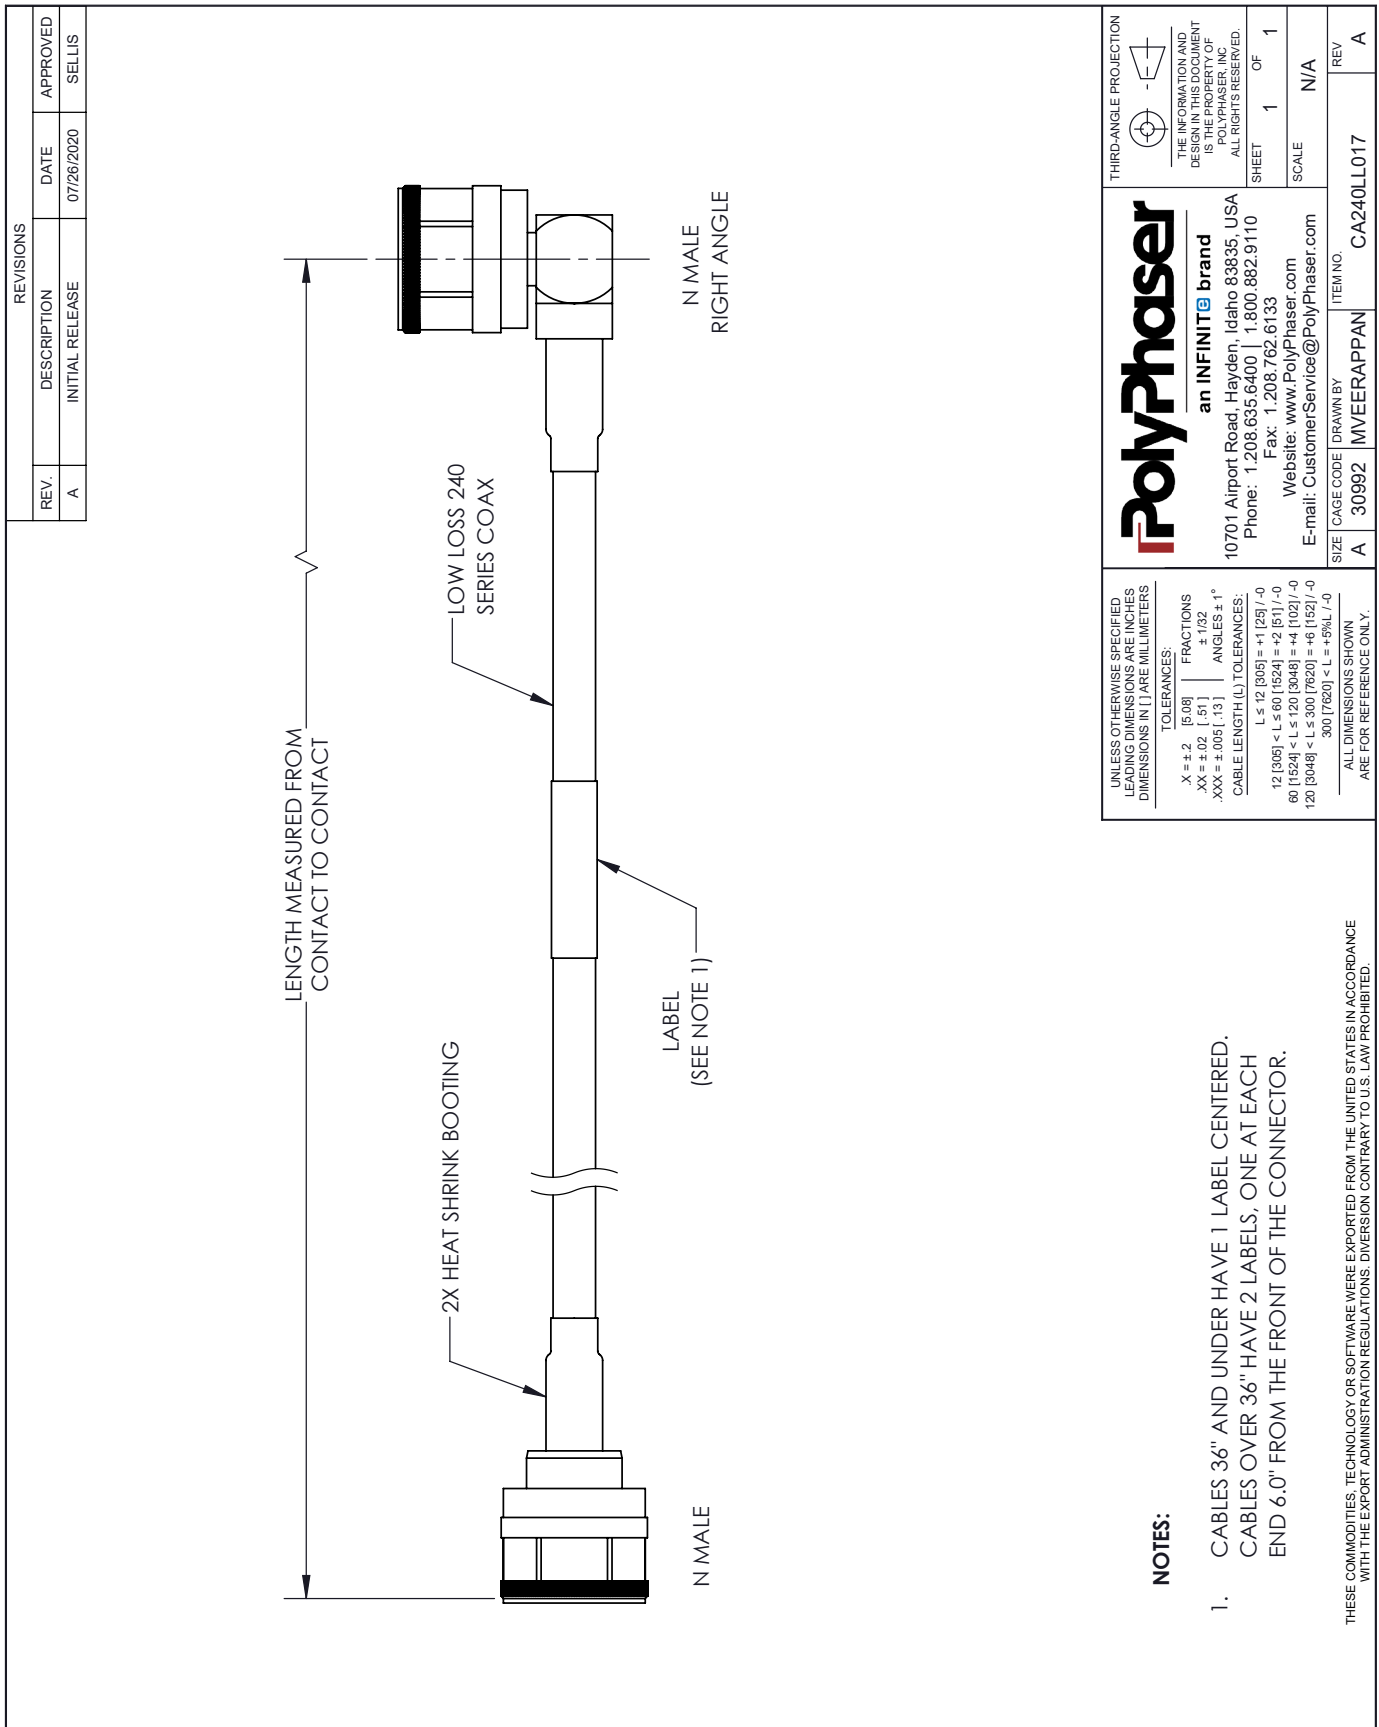 REVISIONS
REV. DESCRIPTION DATE APPROVED
A INITIAL RELEASE 07/26/2020 SELLIS
LENGTH MEASURED FROM
CONTACT TO CONTACT
2X HEAT SHRINK BOOTING
LOW LOSS 240
SERIES COAX
LABEL
(SEE NOTE 1)
N MALE
N MALE
RIGHT ANGLE
NOTES:
1. CABLES 36" AND UNDER HAVE 1 LABEL CENTERED.
CABLES OVER 36" HAVE 2 LABELS, ONE AT EACH
END 6.0" FROM THE FRONT OF THE CONNECTOR.
THESE COMMODITIES, TECHNOLOGY OR SOFTWARE WERE EXPORTED FROM THE UNITED STATES IN ACCORDANCE
WITH THE EXPORT ADMINISTRATION REGULATIONS. DIVERSION CONTRARY TO U.S. LAW PROHIBITED.
UNLESS OTHERWISE SPECIFIED
LEADING DIMENSIONS ARE INCHES
DIMENSIONS IN [ ] ARE MILLIMETERS
TOLERANCES:
.X = ±.2 [5.08] FRACTIONS
.XX = ±.02 [.51] ± 1/32
.XXX = ±.005 [.13] ANGLES ± 1°
CABLE LENGTH (L) TOLERANCES:
L ≤ 12 [305] = +1 [25] / -0
12 [305] < L ≤ 60 [1524] = +2 [51] / -0
60 [1524] < L ≤ 120 [3048] = +4 [102] / -0
120 [3048] < L ≤ 300 [7620] = +6 [152] / -0
300 [7620] < L = +5%L / -0
ALL DIMENSIONS SHOWN
ARE FOR REFERENCE ONLY.
PolyPhaser
an INFINITe brand
10701 Airport Road, Hayden, Idaho 83835, USA
Phone: 1.208.635.6400 | 1.800.882.9110
Fax: 1.208.762.6133
Website: www.PolyPhaser.com
E-mail: CustomerService@PolyPhaser.com
THIRD-ANGLE PROJECTION
THE INFORMATION AND
DESIGN IN THIS DOCUMENT
IS THE PROPERTY OF
POLYPHASER, INC
ALL RIGHTS RESERVED.
SHEET 1 OF 1
SCALE N/A
SIZE A
CAGE CODE 30992
DRAWN BY MVEERAPPAN
ITEM NO. CA240LL017
REV A